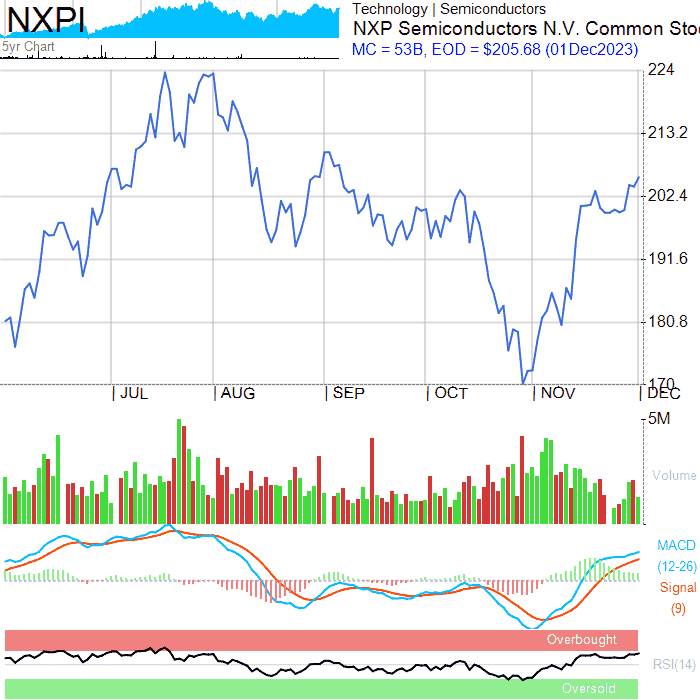 NXPI
5yr Chart
Technology | Semiconductors
NXP Semiconductors N.V. Common Sto
MC = 53B, EOD = $205.68 (01Dec2023)
224
213.2
202.4
191.6
180.8
170
JUL
AUG
SEP
OCT
NOV
DEC
5M
Volume
MACD
(12-26)
Signal
(9)
Overbought
RSI(14)
Oversold